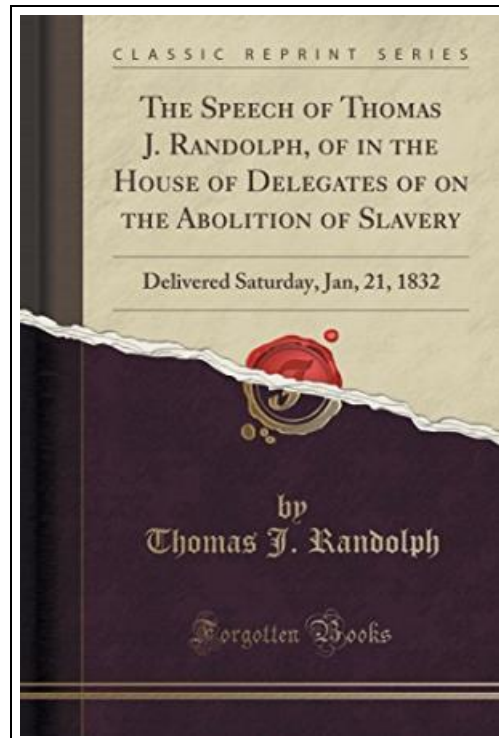 CLASSIC REPRINT SERIES
THE SPEECH OF THOMAS
J. RANDOLPH, OF IN THE
HOUSE OF DELEGATES OF ON
THE ABOLITION OF SLAVERY
Delivered Saturday, Jan, 21, 1832
by
Thomas J. Randolph
Forgotten Books